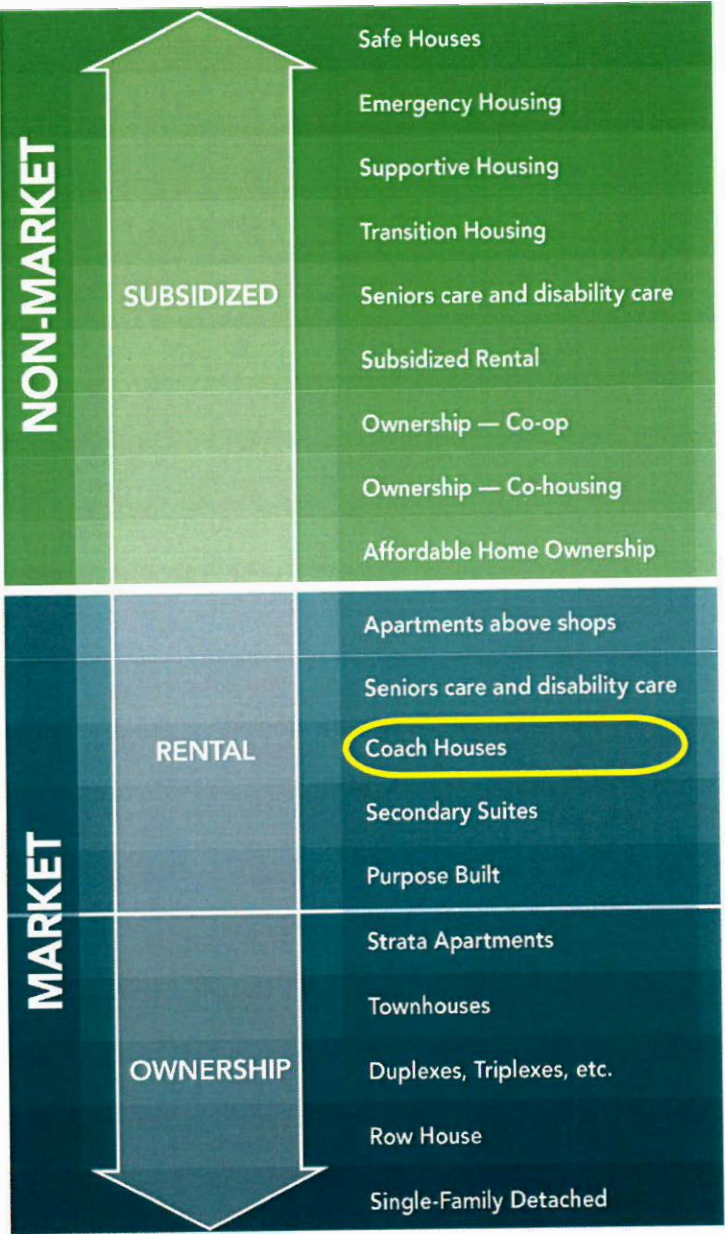 NON-MARKET
SUBSIDIZED
Safe Houses
Emergency Housing
Supportive Housing
Transition Housing
Seniors care and disability care
Subsidized Rental
Ownership — Co-op
Ownership — Co-housing
Affordable Home Ownership
MARKET
RENTAL
Apartments above shops
Seniors care and disability care
Coach Houses
Secondary Suites
Purpose Built
OWNERSHIP
Strata Apartments
Townhouses
Duplexes, Triplexes, etc.
Row House
Single-Family Detached